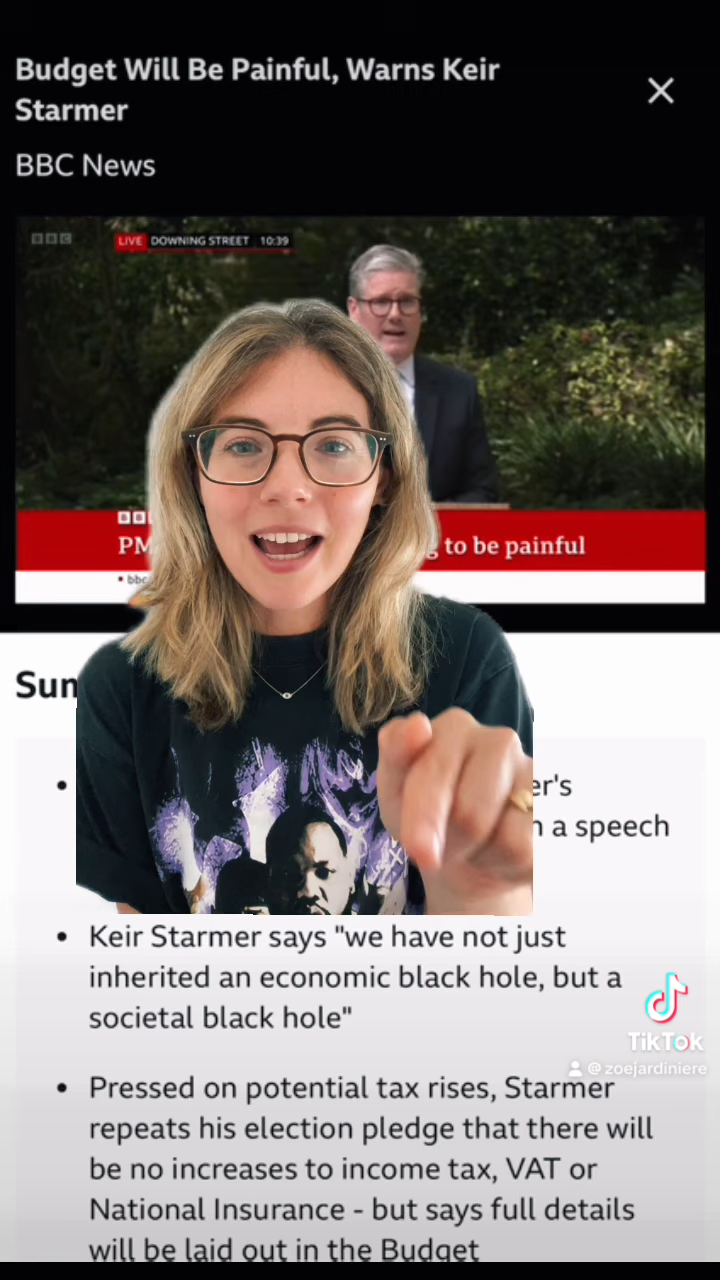 Budget Will Be Painful, Warns Keir
Starmer
BBC News
BBC
LIVE DOWNING STREET 10:39
to be painful
• er's
a speech
• Keir Starmer says "we have not just
inherited an economic black hole, but a
societal black hole"
• Pressed on potential tax rises, Starmer
repeats his election pledge that there will
be no increases to income tax, VAT or
National Insurance - but says full details
will be laid out in the Budget
TikTok
@zoejardiniere